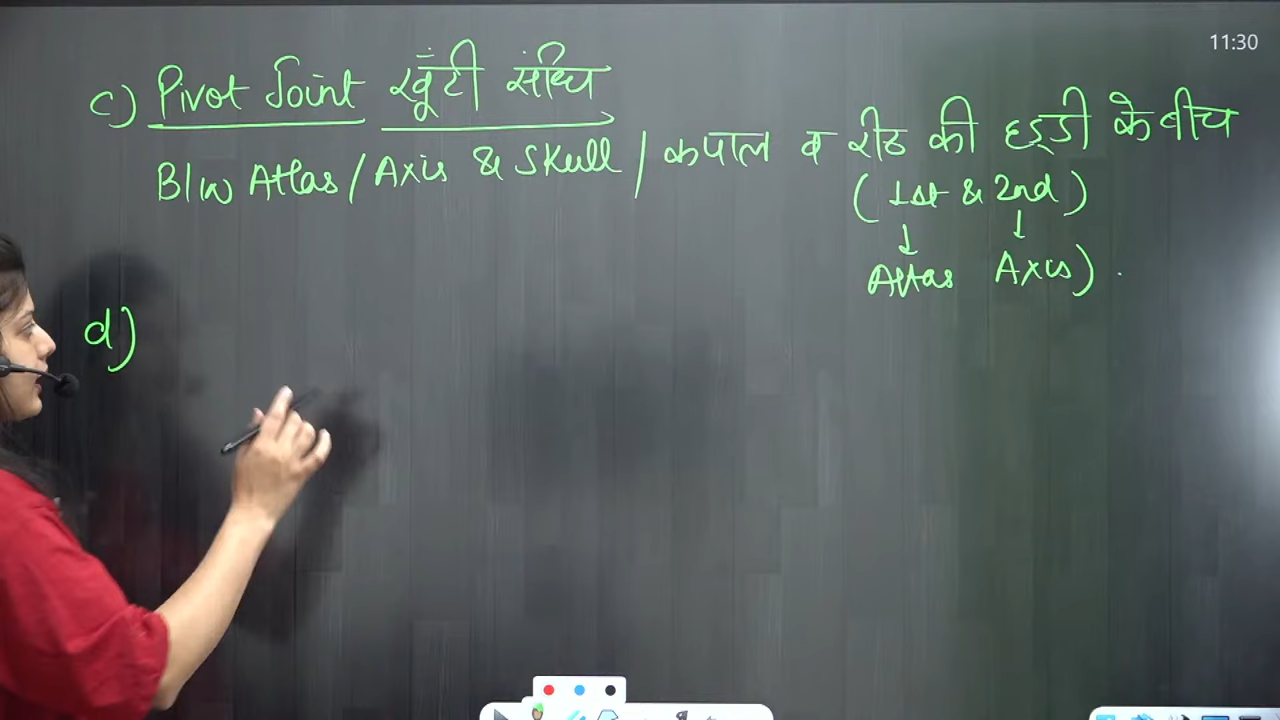 11:30
c) Pivot Joint खूँटी संधि
B/w Atlas/Axis & Skull / कपाल व रीढ की हड्डी के बीच
(1st & 2nd)
↓ ↓
Atlas Axis).
d)